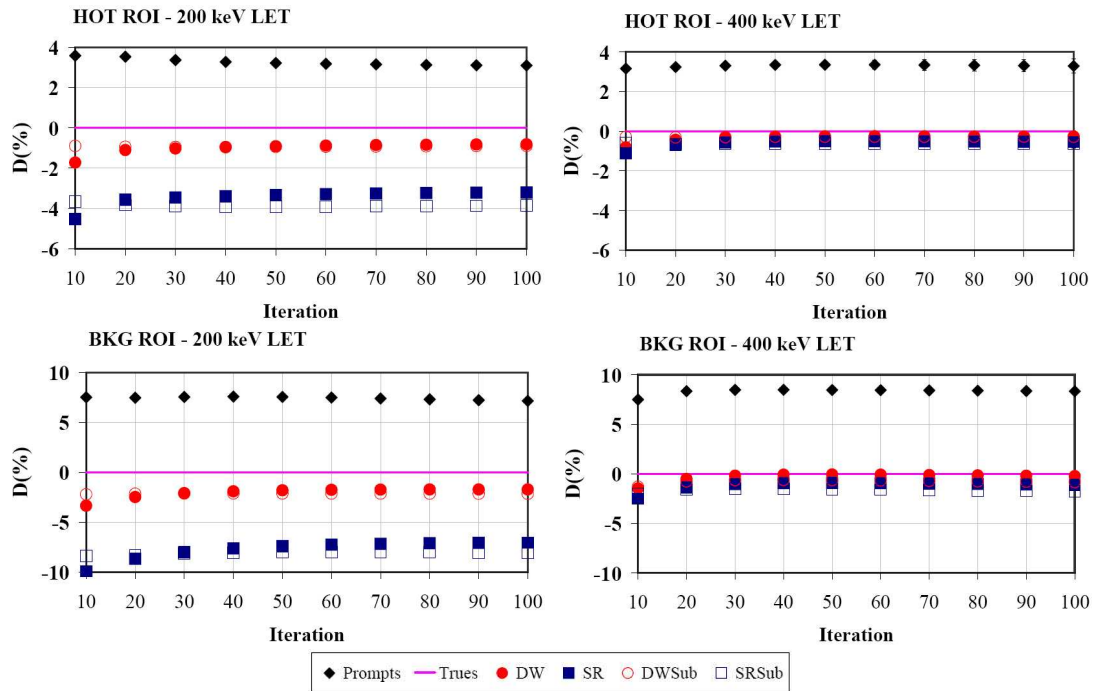 HOT ROI - 200 keV LET
4
2
0
-2
-4
-6
D(%)
10 20 30 40 50 60 70 80 90 100
Iteration
HOT ROI - 400 keV LET
4
2
0
-2
-4
-6
D(%)
10 20 30 40 50 60 70 80 90 100
Iteration
BKG ROI - 200 keV LET
10
5
0
-5
-10
D(%)
10 20 30 40 50 60 70 80 90 100
Iteration
BKG ROI - 400 keV LET
10
5
0
-5
-10
D(%)
10 20 30 40 50 60 70 80 90 100
Iteration
Prompts Trues DW SR DWSub SRSub